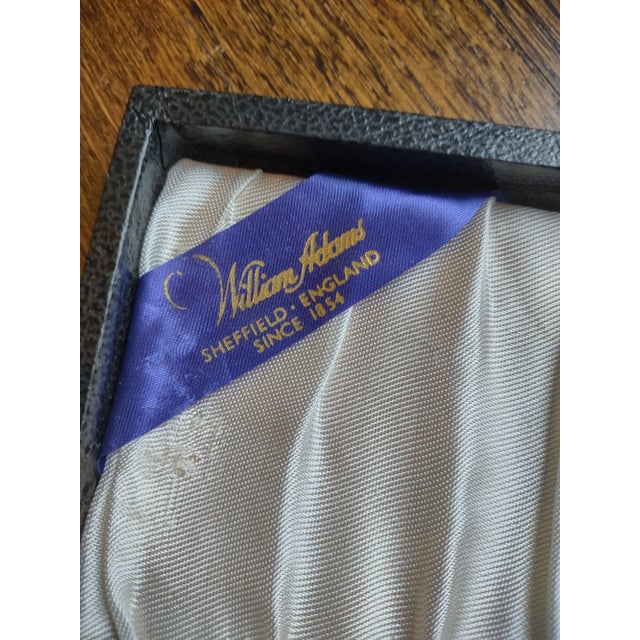 William Adams
SHEFFIELD · ENGLAND
SINCE 1854